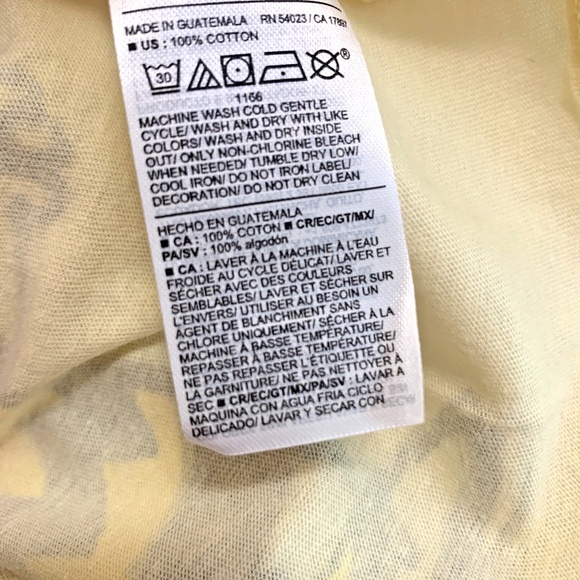 MADE IN GUATEMALA RN 54023 / CA 17897
■ US : 100% COTTON
30
1166
MACHINE WASH COLD GENTLE
CYCLE/ WASH AND DRY WITH LIKE
COLORS/ WASH AND DRY INSIDE
OUT/ ONLY NON-CHLORINE BLEACH
WHEN NEEDED/ TUMBLE DRY LOW/
COOL IRON/ DO NOT IRON LABEL/
DECORATION/ DO NOT DRY CLEAN
HECHO EN GUATEMALA
■ CA : 100% COTON ■ CR/EC/GT/MX/
PA/SV : 100% algodón
■ CA : LAVER À LA MACHINE À L'EAU
FROIDE AU CYCLE DÉLICAT/ LAVER ET
SÉCHER AVEC DES COULEURS
SEMBLABLES/ LAVER ET SÉCHER SUR
L'ENVERS/ UTILISER AU BESOIN UN
AGENT DE BLANCHIMENT SANS
CHLORE UNIQUEMENT/ SÉCHER À LA
MACHINE À BASSE TEMPÉRATURE/
REPASSER À BASSE TEMPÉRATURE/
NE PAS REPASSER L'ÉTIQUETTE OU
LA GARNITURE/ NE PAS NETTOYER À
SEC ■ CR/EC/GT/MX/PA/SV : LAVAR A
MAQUINA CON AGUA FRIA CICLO
DELICADO/ LAVAR Y SECAR CON